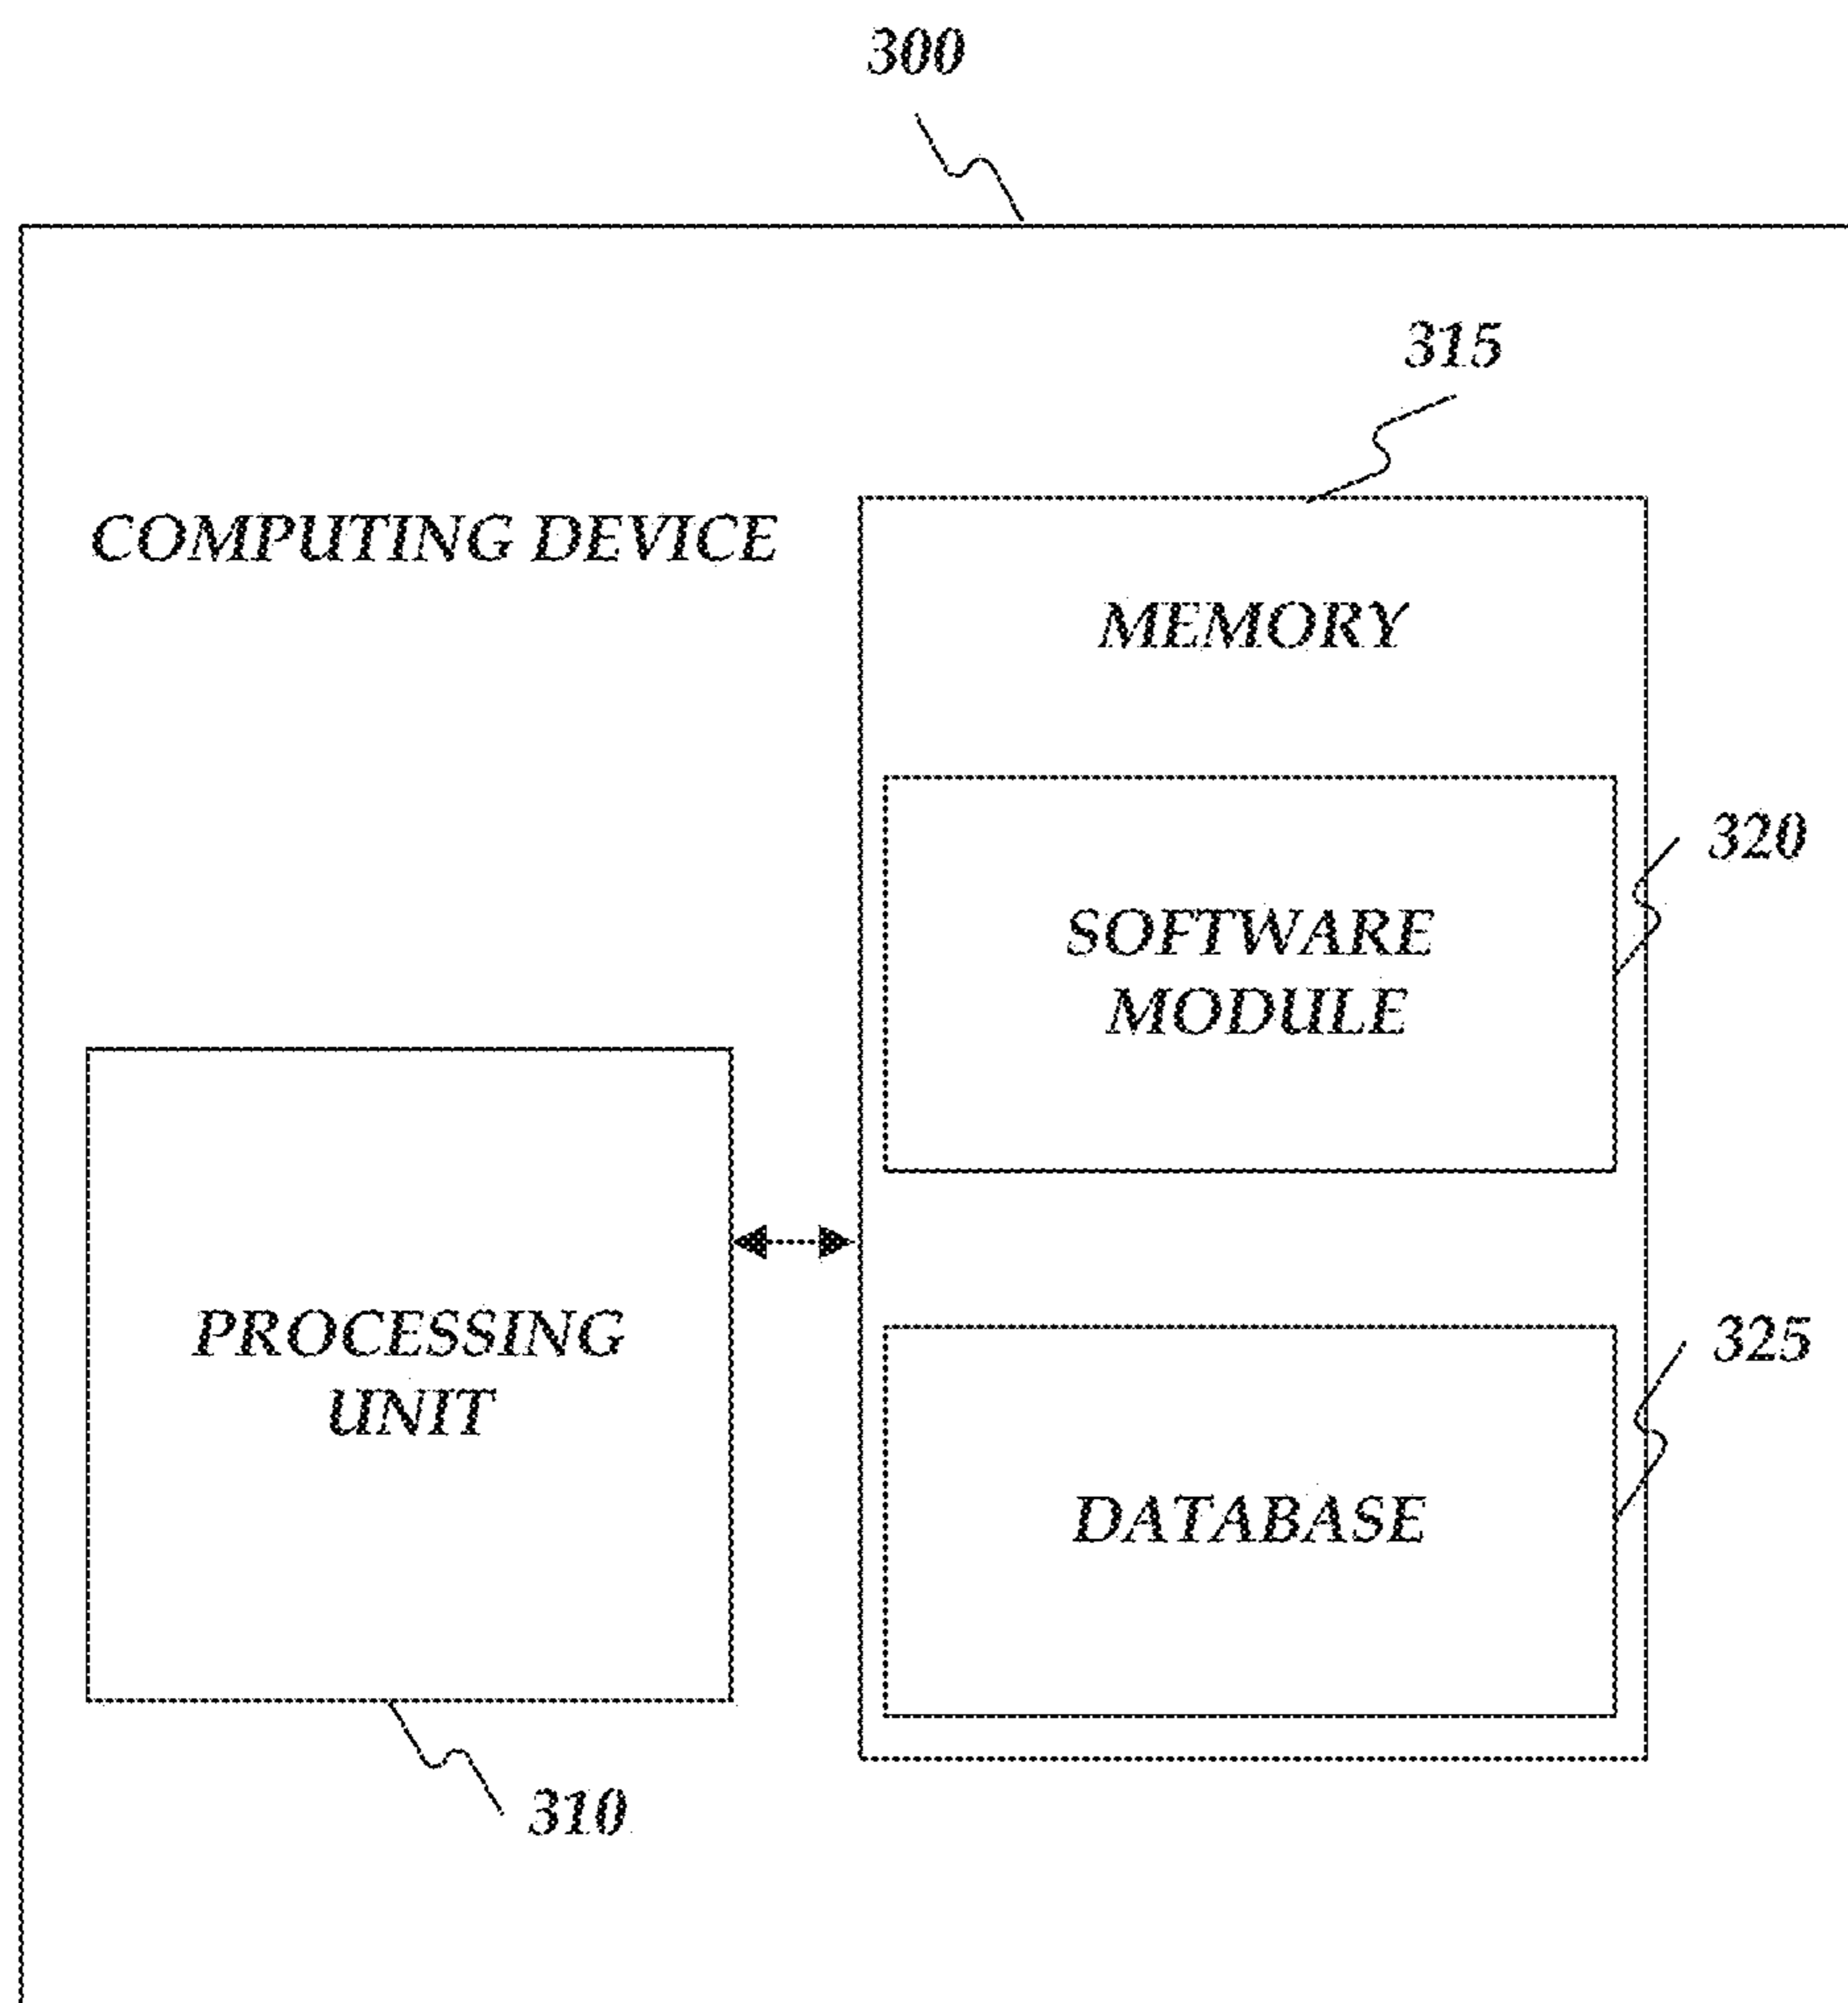 300
315
COMPUTING DEVICE
MEMORY
320
SOFTWARE
MODULE
PROCESSING
UNIT
325
DATABASE
310